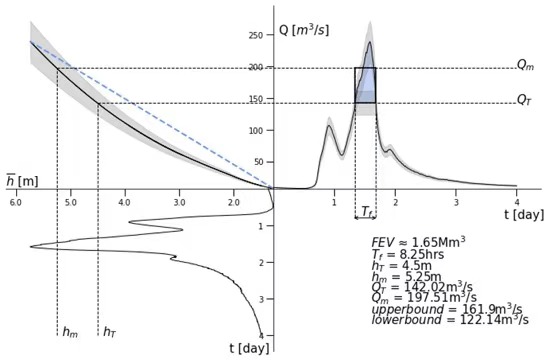 Q [m³/s]
250
200
150
100
50
Qm
QT
h̅ [m]
6.0 5.0 4.0 3.0 2.0
1 2 3 4
t [day]
Tf
1
2
3
4
hm hT
t [day]
FEV ≈ 1.65Mm³
Tf = 8.25hrs
hT = 4.5m
hm = 5.25m
QT = 142.02m³/s
Qm = 197.51m³/s
upperbound = 161.9m³/s
lowerbound = 122.14m³/s